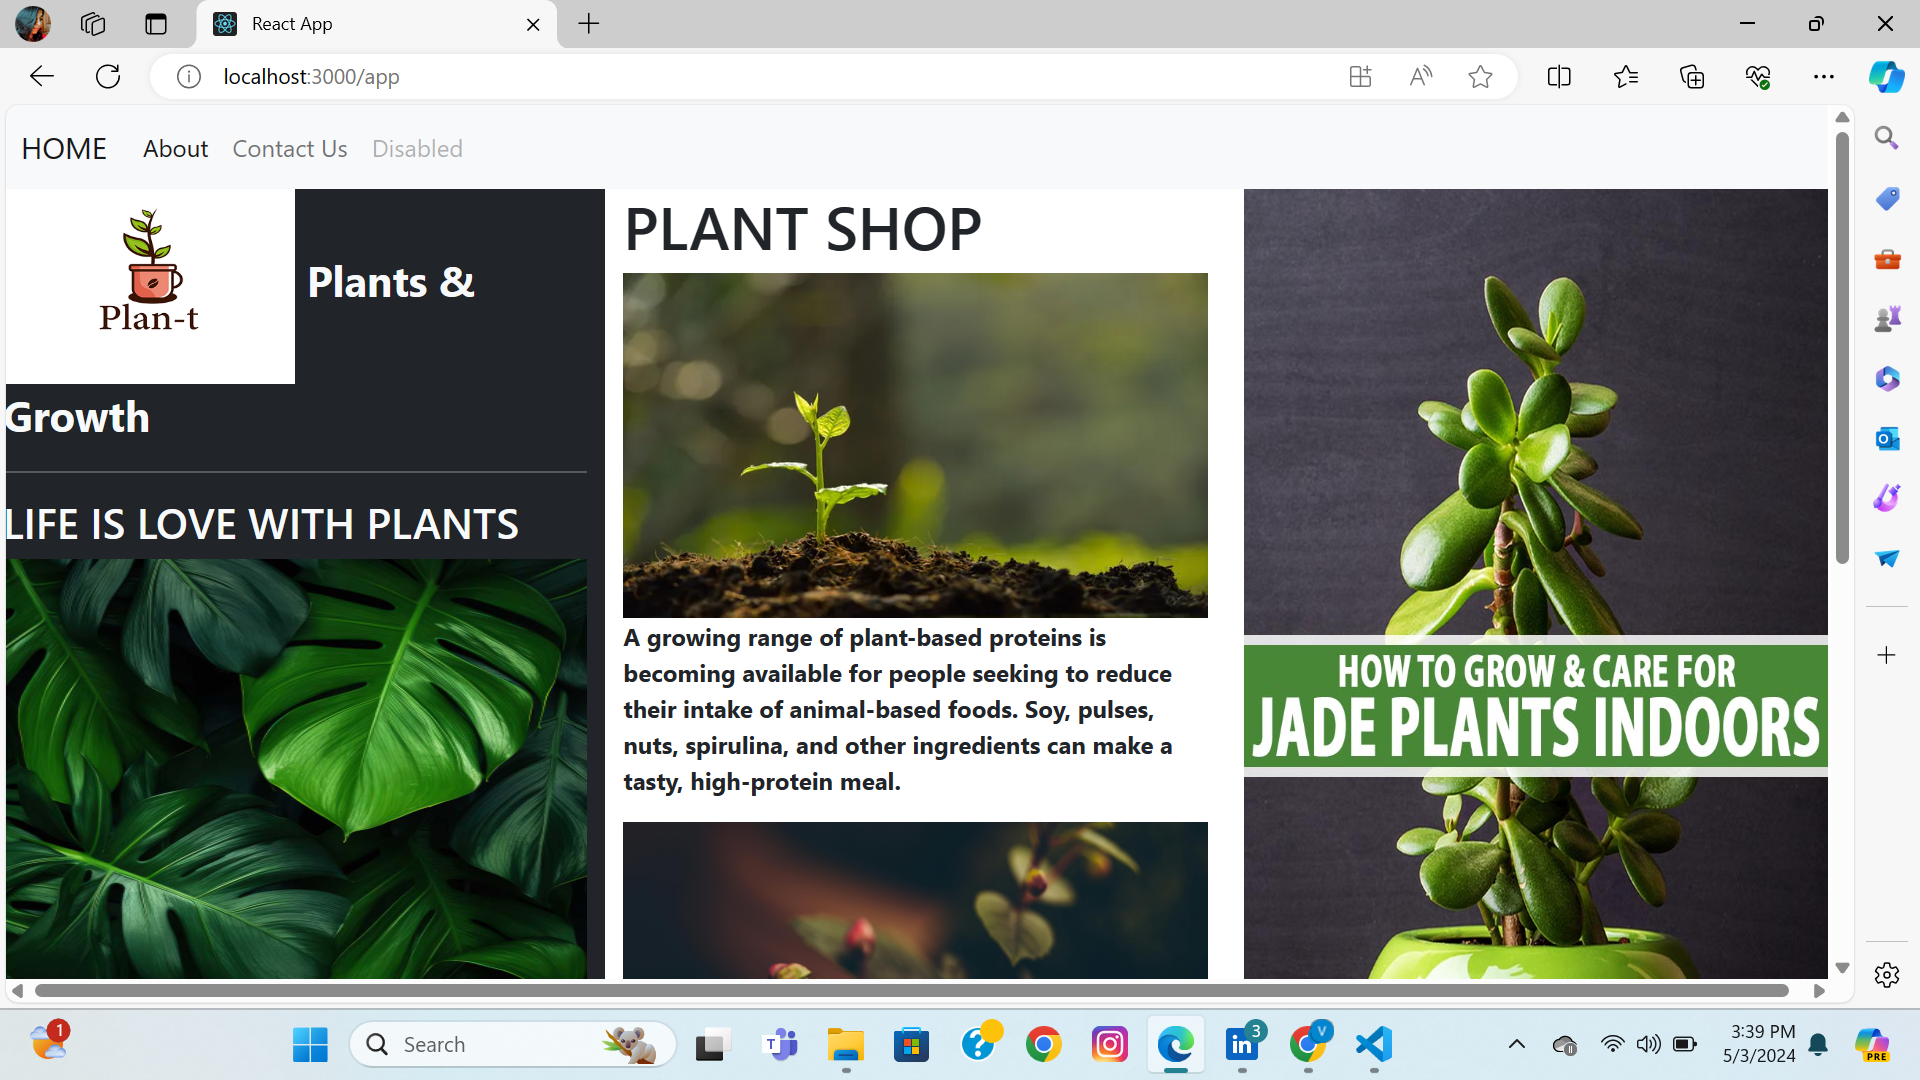 React App
localhost:3000/app
HOME About Contact Us Disabled
Plan-t
Plants &
Growth
LIFE IS LOVE WITH PLANTS
PLANT SHOP
A growing range of plant-based proteins is
becoming available for people seeking to reduce
their intake of animal-based foods. Soy, pulses,
nuts, spirulina, and other ingredients can make a
tasty, high-protein meal.
HOW TO GROW & CARE FOR
JADE PLANTS INDOORS
1
Search
T
?
in
3
V
3:39 PM
5/3/2024
PRE